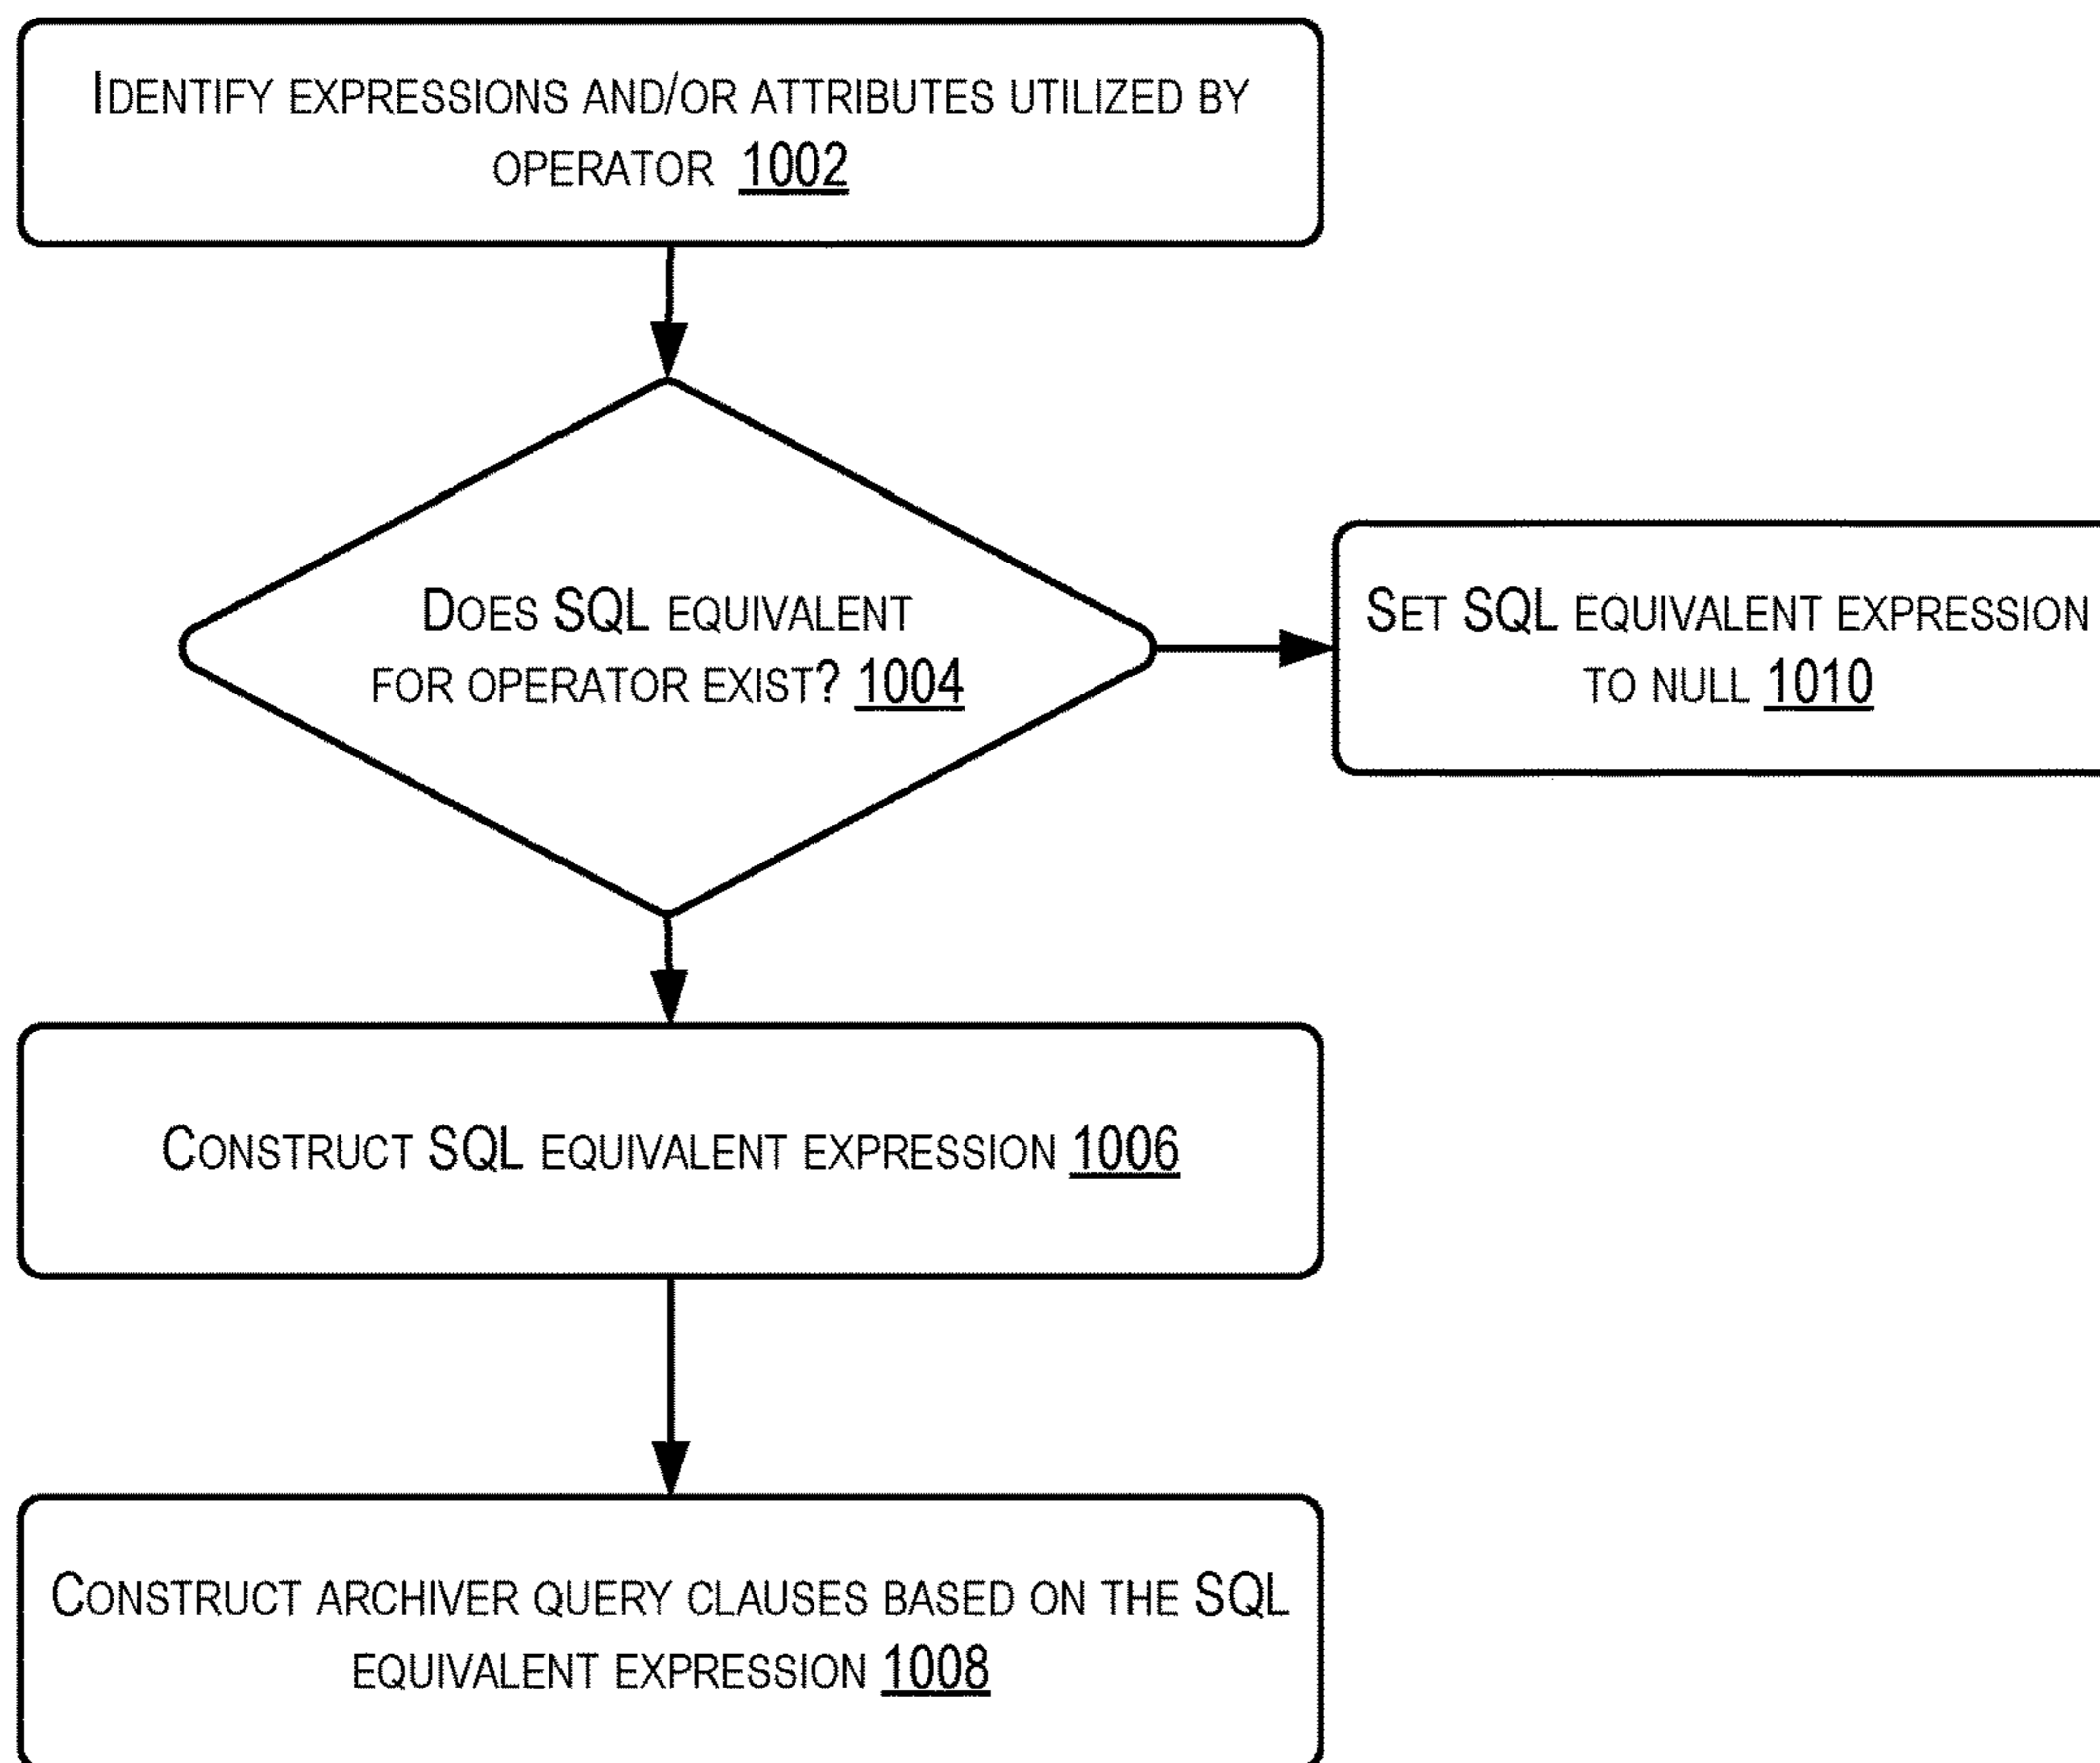 IDENTIFY EXPRESSIONS AND/OR ATTRIBUTES UTILIZED BY
OPERATOR 1002
DOES SQL EQUIVALENT
FOR OPERATOR EXIST? 1004
SET SQL EQUIVALENT EXPRESSION
TO NULL 1010
CONSTRUCT SQL EQUIVALENT EXPRESSION 1006
CONSTRUCT ARCHIVER QUERY CLAUSES BASED ON THE SQL
EQUIVALENT EXPRESSION 1008